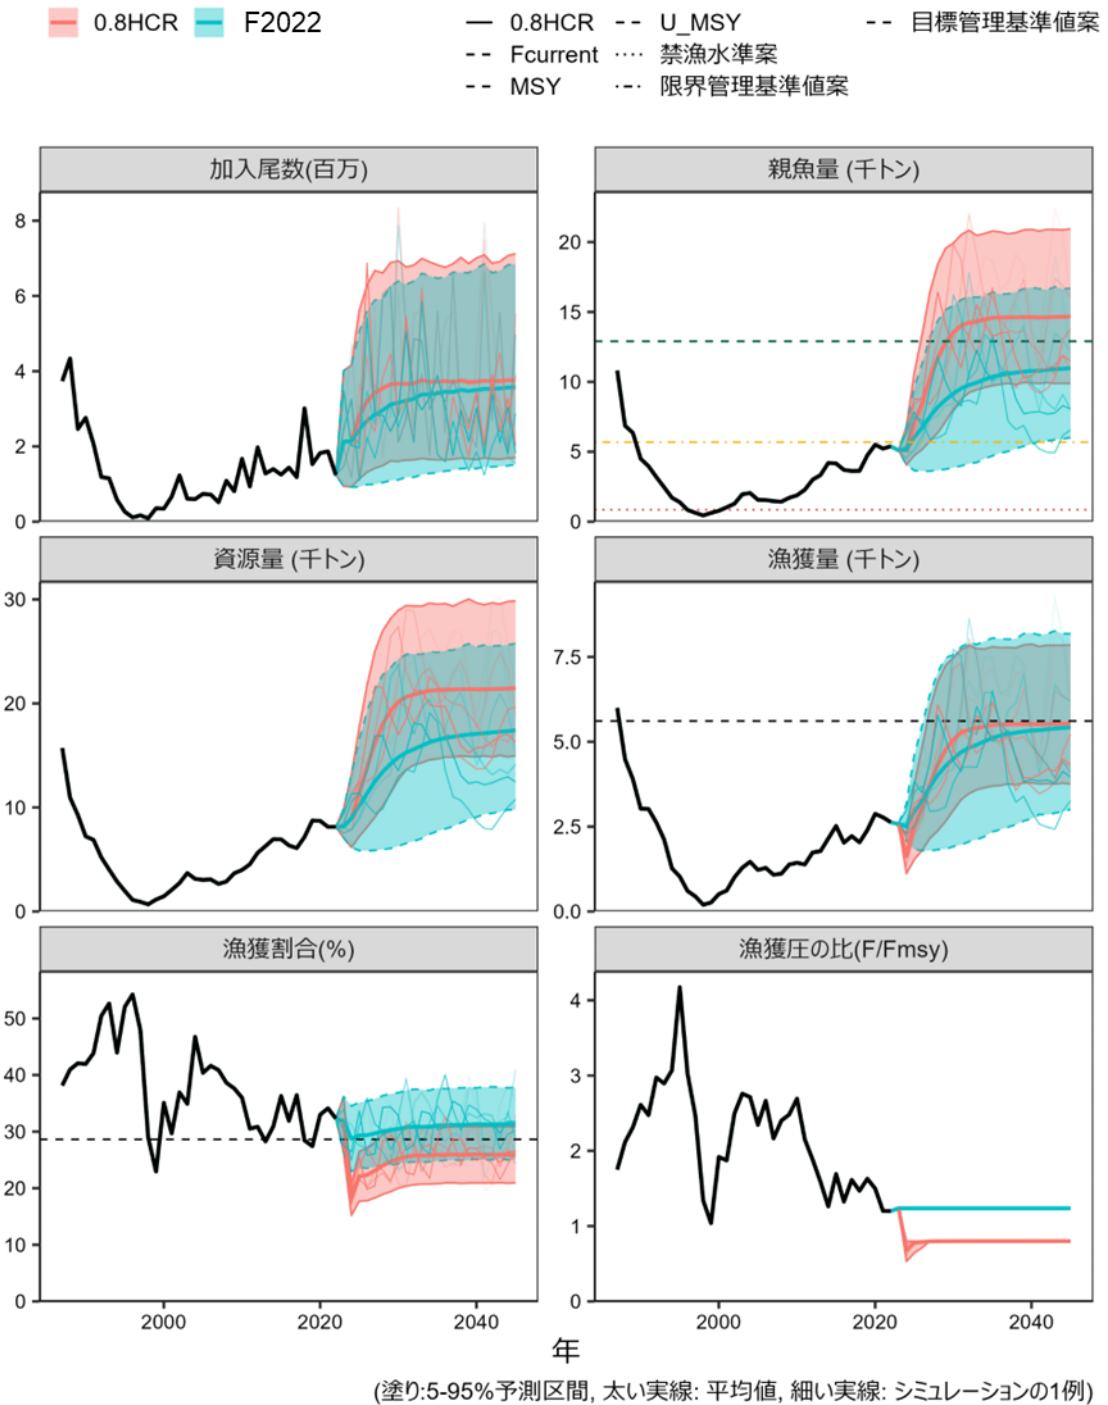 0.8HCR F2022 0.8HCR U_MSY 目標管理基準値案
Fcurrent 禁漁水準案
MSY 限界管理基準値案
加入尾数(百万)
8
6
4
2
0
親魚量 (千トン)
20
15
10
5
0
資源量 (千トン)
30
20
10
0
漁獲量 (千トン)
7.5
5.0
2.5
0.0
漁獲割合(%)
50
40
30
20
10
0
2000 2020 2040
漁獲圧の比(F/Fmsy)
4
3
2
1
0
2000 2020 2040
年
(塗り:5-95%予測区間, 太い実線: 平均値, 細い実線: シミュレーションの1例)